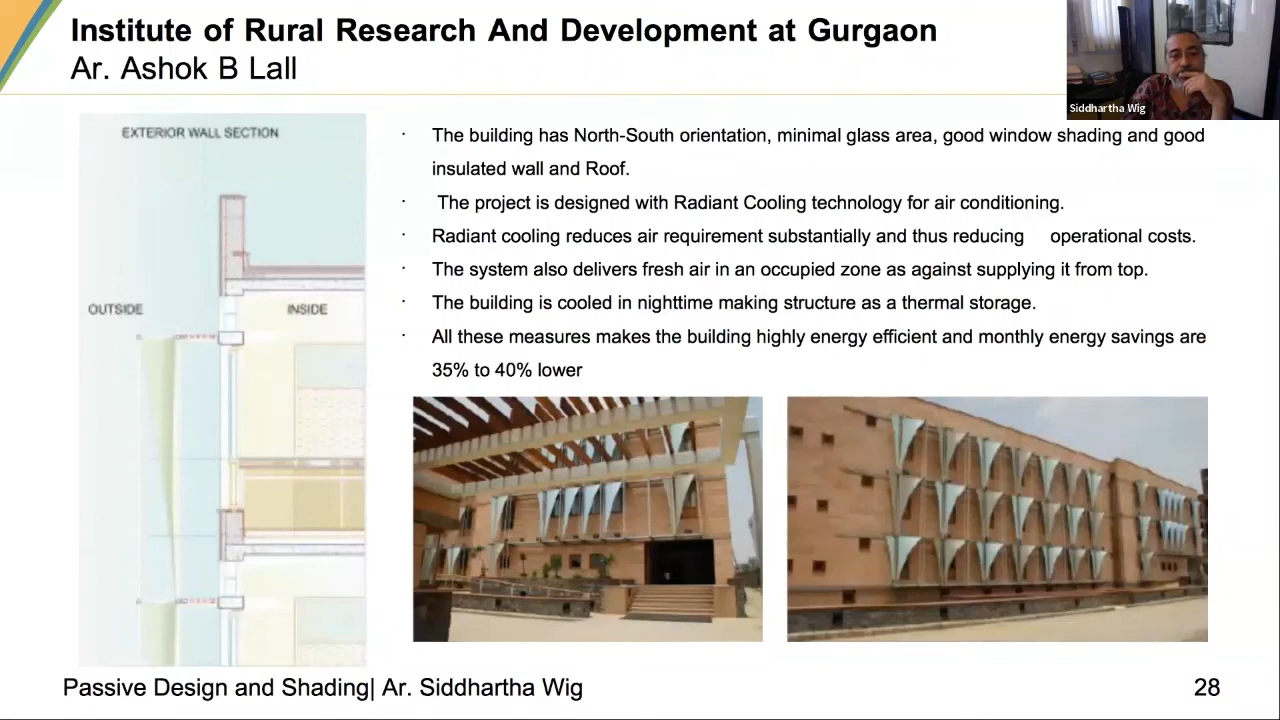 Institute of Rural Research And Development at Gurgaon
Ar. Ashok B Lall
Siddhartha Wig
EXTERIOR WALL SECTION
OUTSIDE
INSIDE
· The building has North-South orientation, minimal glass area, good window shading and good
insulated wall and Roof.
· The project is designed with Radiant Cooling technology for air conditioning.
· Radiant cooling reduces air requirement substantially and thus reducing operational costs.
· The system also delivers fresh air in an occupied zone as against supplying it from top.
· The building is cooled in nighttime making structure as a thermal storage.
· All these measures makes the building highly energy efficient and monthly energy savings are
35% to 40% lower
Passive Design and Shading| Ar. Siddhartha Wig
28